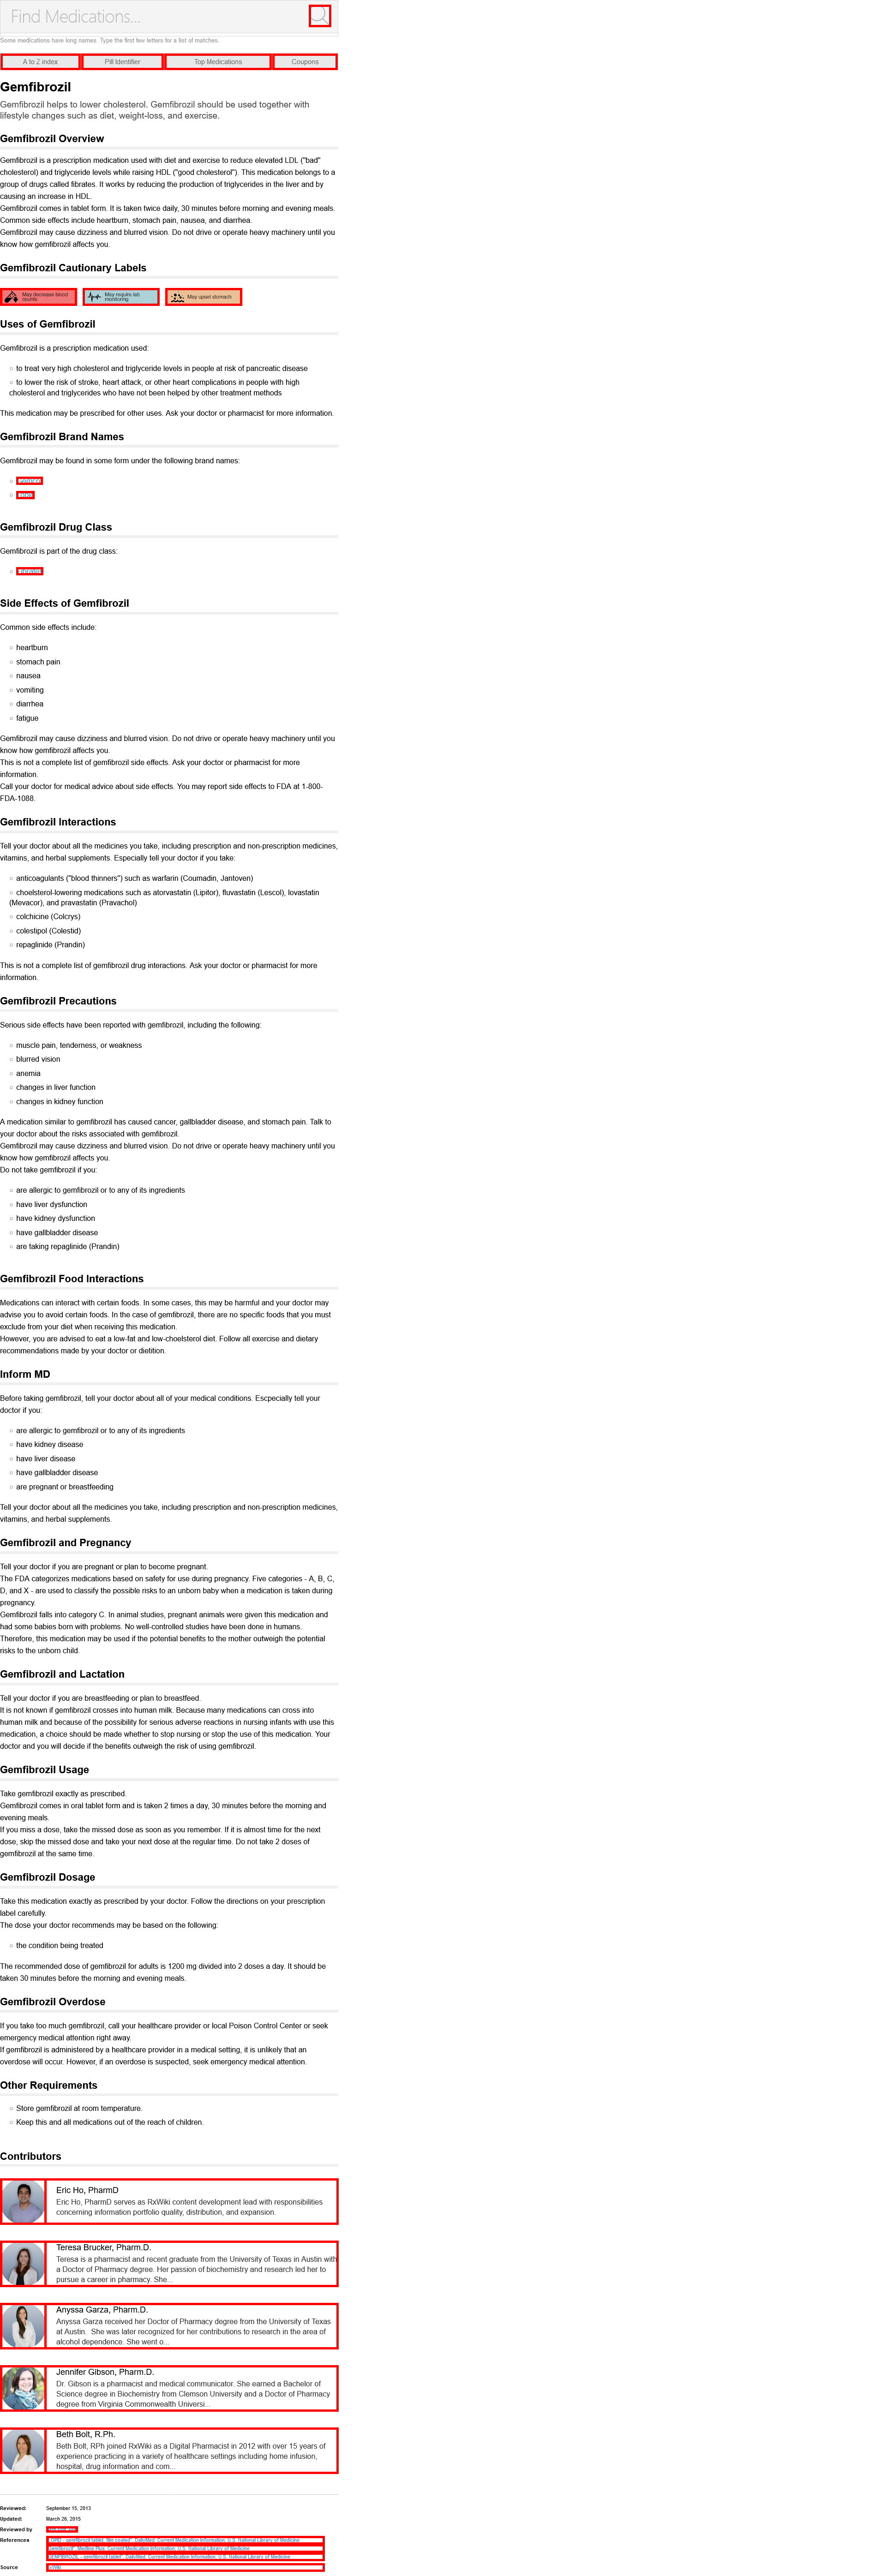 Find Medications...
Some medications have long names. Type the first few letters for a list of matches.
A to Z index
Pill Identifier
Top Medications
Coupons
Gemfibrozil
Gemfibrozil helps to lower cholesterol. Gemfibrozil should be used together with
lifestyle changes such as diet, weight-loss, and exercise.
Gemfibrozil Overview
Gemfibrozil is a prescription medication used with diet and exercise to reduce elevated LDL ("bad"
cholesterol) and triglyceride levels while raising HDL ("good cholesterol"). This medication belongs to a
group of drugs called fibrates. It works by reducing the production of triglycerides in the liver and by
causing an increase in HDL.
Gemfibrozil comes in tablet form. It is taken twice daily, 30 minutes before morning and evening meals.
Common side effects include heartburn, stomach pain, nausea, and diarrhea.
Gemfibrozil may cause dizziness and blurred vision. Do not drive or operate heavy machinery until you
know how gemfibrozil affects you.
Gemfibrozil Cautionary Labels
May decrease blood
counts
May require lab
monitoring
May upset stomach
Uses of Gemfibrozil
Gemfibrozil is a prescription medication used:
to treat very high cholesterol and triglyceride levels in people at risk of pancreatic disease
to lower the risk of stroke, heart attack, or other heart complications in people with high
cholesterol and triglycerides who have not been helped by other treatment methods
This medication may be prescribed for other uses. Ask your doctor or pharmacist for more information.
Gemfibrozil Brand Names
Gemfibrozil may be found in some form under the following brand names:
Gemfibrozil Drug Class
Gemfibrozil is part of the drug class:
Side Effects of Gemfibrozil
Common side effects include:
heartburn
stomach pain
nausea
vomiting
diarrhea
fatigue
Gemfibrozil may cause dizziness and blurred vision. Do not drive or operate heavy machinery until you
know how gemfibrozil affects you.
This is not a complete list of gemfibrozil side effects. Ask your doctor or pharmacist for more
information.
Call your doctor for medical advice about side effects. You may report side effects to FDA at 1-800-
FDA-1088.
Gemfibrozil Interactions
Tell your doctor about all the medicines you take, including prescription and non-prescription medicines,
vitamins, and herbal supplements. Especially tell your doctor if you take:
anticoagulants ("blood thinners") such as warfarin (Coumadin, Jantoven)
choelsterol-lowering medications such as atorvastatin (Lipitor), fluvastatin (Lescol), lovastatin
(Mevacor), and pravastatin (Pravachol)
colchicine (Colcrys)
colestipol (Colestid)
repaglinide (Prandin)
This is not a complete list of gemfibrozil drug interactions. Ask your doctor or pharmacist for more
information.
Gemfibrozil Precautions
Serious side effects have been reported with gemfibrozil, including the following:
muscle pain, tenderness, or weakness
blurred vision
anemia
changes in liver function
changes in kidney function
A medication similar to gemfibrozil has caused cancer, gallbladder disease, and stomach pain. Talk to
your doctor about the risks associated with gemfibrozil.
Gemfibrozil may cause dizziness and blurred vision. Do not drive or operate heavy machinery until you
know how gemfibrozil affects you.
Do not take gemfibrozil if you:
are allergic to gemfibrozil or to any of its ingredients
have liver dysfunction
have kidney dysfunction
have gallbladder disease
are taking repaglinide (Prandin)
Gemfibrozil Food Interactions
Medications can interact with certain foods. In some cases, this may be harmful and your doctor may
advise you to avoid certain foods. In the case of gemfibrozil, there are no specific foods that you must
exclude from your diet when receiving this medication.
However, you are advised to eat a low-fat and low-choelsterol diet. Follow all exercise and dietary
recommendations made by your doctor or dietition.
Inform MD
Before taking gemfibrozil, tell your doctor about all of your medical conditions. Escpecially tell your
doctor if you:
are allergic to gemfibrozil or to any of its ingredients
have kidney disease
have liver disease
have gallbladder disease
are pregnant or breastfeeding
Tell your doctor about all the medicines you take, including prescription and non-prescription medicines,
vitamins, and herbal supplements.
Gemfibrozil and Pregnancy
Tell your doctor if you are pregnant or plan to become pregnant.
The FDA categorizes medications based on safety for use during pregnancy. Five categories - A, B, C,
D, and X - are used to classify the possible risks to an unborn baby when a medication is taken during
pregnancy.
Gemfibrozil falls into category C. In animal studies, pregnant animals were given this medication and
had some babies born with problems. No well-controlled studies have been done in humans.
Therefore, this medication may be used if the potential benefits to the mother outweigh the potential
risks to the unborn child.
Gemfibrozil and Lactation
Tell your doctor if you are breastfeeding or plan to breastfeed.
It is not known if gemfibrozil crosses into human milk. Because many medications can cross into
human milk and because of the possibility for serious adverse reactions in nursing infants with use this
medication, a choice should be made whether to stop nursing or stop the use of this medication. Your
doctor and you will decide if the benefits outweigh the risk of using gemfibrozil.
Gemfibrozil Usage
Take gemfibrozil exactly as prescribed.
Gemfibrozil comes in oral tablet form and is taken 2 times a day, 30 minutes before the morning and
evening meals.
If you miss a dose, take the missed dose as soon as you remember. If it is almost time for the next
dose, skip the missed dose and take your next dose at the regular time. Do not take 2 doses of
gemfibrozil at the same time.
Gemfibrozil Dosage
Take this medication exactly as prescribed by your doctor. Follow the directions on your prescription
label carefully.
The dose your doctor recommends may be based on the following:
the condition being treated
The recommended dose of gemfibrozil for adults is 1200 mg divided into 2 doses a day. It should be
taken 30 minutes before the morning and evening meals.
Gemfibrozil Overdose
If you take too much gemfibrozil, call your healthcare provider or local Poison Control Center or seek
emergency medical attention right away.
If gemfibrozil is administered by a healthcare provider in a medical setting, it is unlikely that an
overdose will occur. However, if an overdose is suspected, seek emergency medical attention.
Other Requirements
Store gemfibrozil at room temperature.
Keep this and all medications out of the reach of children.
Contributors
Eric Ho, PharmD
Eric Ho, PharmD serves as RxWiki content development lead with responsibilities
concerning information portfolio quality, distribution, and expansion.
Teresa Brucker, Pharm.D.
Teresa is a pharmacist and recent graduate from the University of Texas in Austin with
a Doctor of Pharmacy degree. Her passion of biochemistry and research led her to
pursue a career in pharmacy. She...
Anyssa Garza, Pharm.D.
Anyssa Garza received her Doctor of Pharmacy degree from the University of Texas
at Austin. She was later recognized for her contributions to research in the area of
alcohol dependence. She went o...
Jennifer Gibson, Pharm.D.
Dr. Gibson is a pharmacist and medical communicator. She earned a Bachelor of
Science degree in Biochemistry from Clemson University and a Doctor of Pharmacy
degree from Virginia Commonwealth Universi...
Beth Bolt, R.Ph.
Beth Bolt, RPh joined RxWiki as a Digital Pharmacist in 2012 with over 15 years of
experience practicing in a variety of healthcare settings including home infusion,
hospital, drug information and com...
Reviewed: September 15, 2013
Updated: March 26, 2015
Reviewed by
References
gemfibrozil tablet, film coated". DailyMed: Current Medication Information. U.S. National Library of Medicine
Gemfibrozil". Medline Plus: Current Medication Information. U.S. National Library of Medicine
GEMFIBROZIL - gemfibrozil tablet". DailyMed: Current Medication Information. U.S. National Library of Medicine
Source